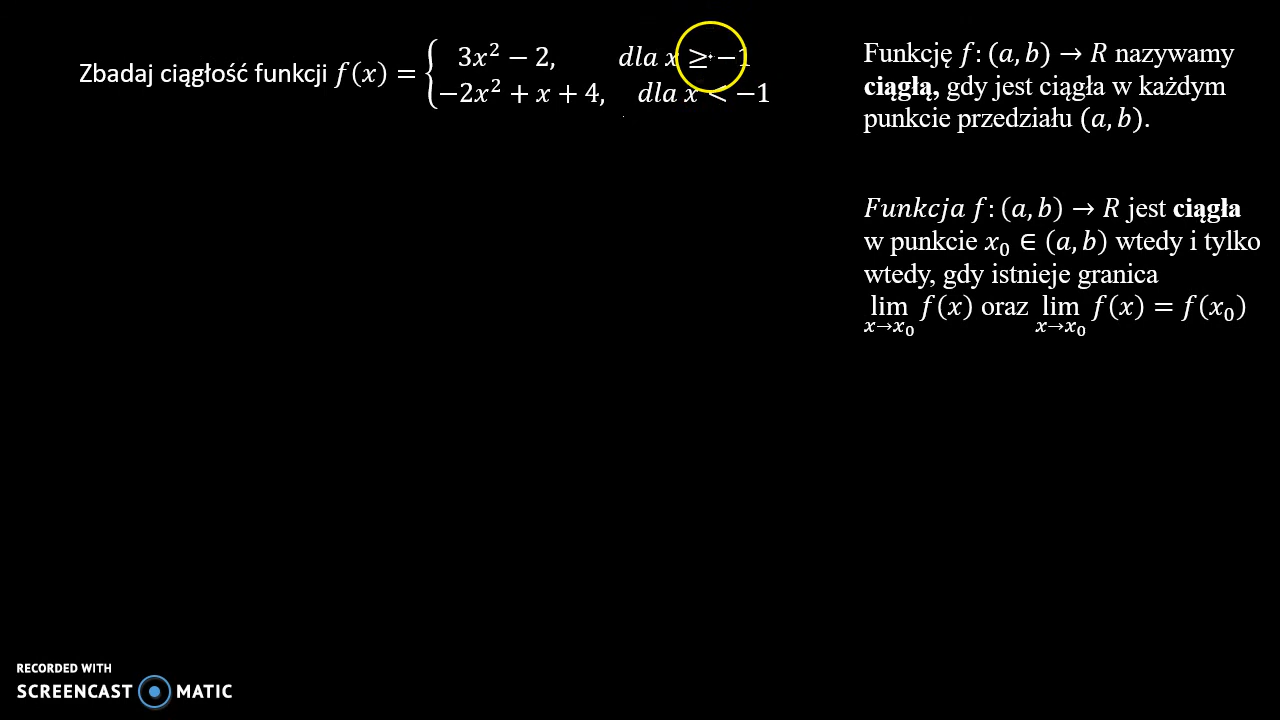 Zbadaj ciągłość funkcji f(x) = { 3x² − 2, dla x ≥ −1
−2x² + x + 4, dla x < −1
Funkcję f: (a, b) → R nazywamy
ciągłą, gdy jest ciągła w każdym
punkcie przedziału (a, b).
Funkcja f: (a, b) → R jest ciągła
w punkcie x₀ ∈ (a, b) wtedy i tylko
wtedy, gdy istnieje granica
lim f(x) oraz lim f(x) = f(x₀)
x→x₀ x→x₀
RECORDED WITH
SCREENCAST MATIC